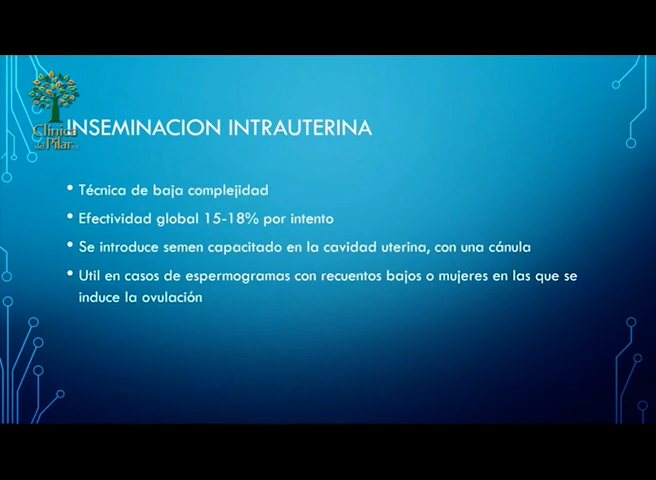 Clínica
del Pilar
INSEMINACION INTRAUTERINA
• Técnica de baja complejidad
• Efectividad global 15-18% por intento
• Se introduce semen capacitado en la cavidad uterina, con una cánula
• Util en casos de espermogramas con recuentos bajos o mujeres en las que se
induce la ovulación